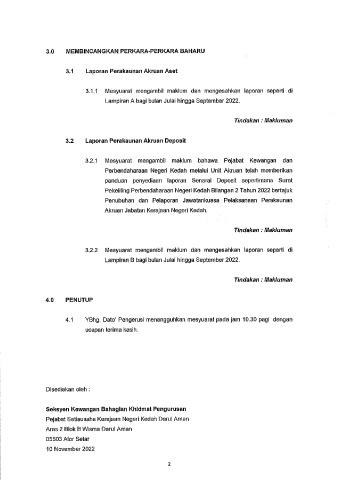 3.0 MEMBINCANGKAN PERKARA-PERKARA BAHARU
3.1 Laporan Perakaunan Akruan Aset
3.1.1 Mesyuarat mengambil maklum dan mengesahkan laporan seperti di
Lampiran A bagi bulan Julai hingga September 2022.
Tindakan : Makluman
3.2 Laporan Perakaunan Akruan Deposit
3.2.1 Mesyuarat mengambil maklum bahawa Pejabat Kewangan dan
Perbendaharaan Negeri Kedah melalui Unit Akruan telah memberikan
panduan penyediaan laporan Senarai Deposit sepertimana Surat
Pekeliling Perbendaharaan Negeri Kedah Bilangan 2 Tahun 2022 bertajuk
Penubuhan dan Pelaporan Jawatankuasa Pelaksanaan Perakaunan
Akruan Jabatan Kerajaan Negeri Kedah.
Tindakan : Makluman
3.2.2 Mesyuarat mengambil maklum dan mengesahkan laporan seperti di
Lampiran B bagi bulan Julai hingga September 2022.
Tindakan : Makluman
4.0 PENUTUP
4.1 YBhg. Dato' Pengerusi menangguhkan mesyuarat pada jam 10.30 pagi dengan
ucapan terima kasih.
Disediakan oleh :
Seksyen Kewangan Bahagian Khidmat Pengurusan
Pejabat Setiausaha Kerajaan Negeri Kedah Darul Aman
Aras 2 Blok B Wisma Darul Aman
05503 Alor Setar
10 November 2022
2